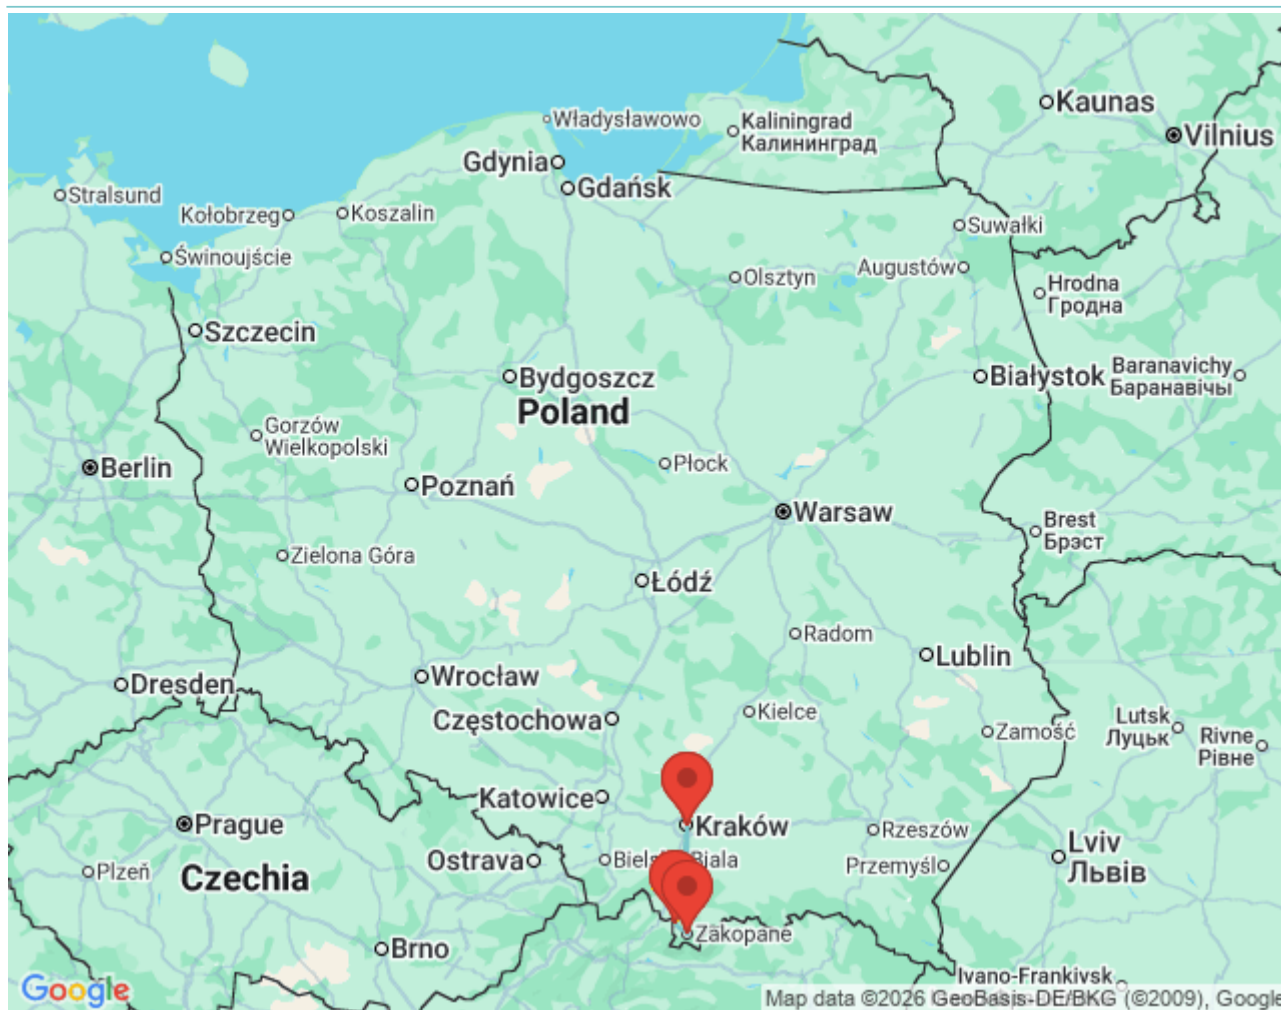 Władysławowo
Kaliningrad
Калининград
Kaunas
Vilnius
Gdynia
Gdańsk
Stralsund
Kołobrzeg
Koszalin
Suwałki
Świnoujście
Olsztyn
Augustów
Hrodna
Гродна
Szczecin
Bydgoszcz
Białystok
Baranavichy
Баранавічы
Poland
Gorzów
Wielkopolski
Berlin
Płock
Poznań
Warsaw
Brest
Брэст
Zielona Góra
Łódź
Radom
Lublin
Dresden
Wrocław
Częstochowa
Kielce
Zamość
Lutsk
Луцьк
Rivne
Рівне
Katowice
Prague
Kraków
Rzeszów
Plzeň
Czechia
Ostrava
Bielsko-Biala
Przemyśl
Lviv
Львів
Zakopane
Brno
Ivano-Frankivsk
Google
Map data ©2026 GeoBasis-DE/BKG (©2009), Google